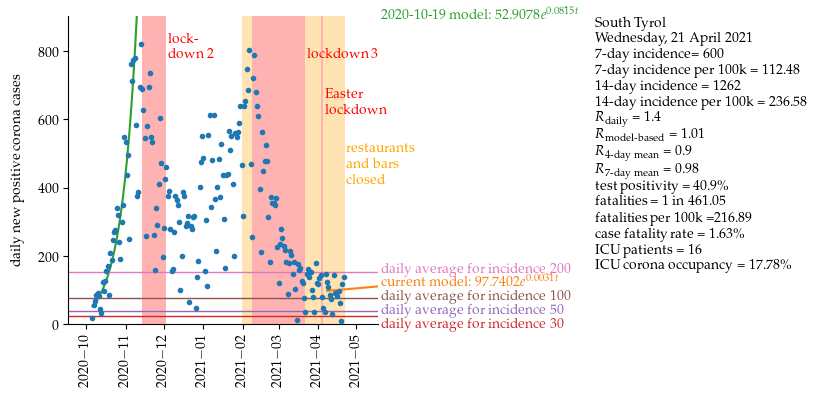 2020-10-19 model: 52.9078e^0.0815t
daily new positive corona cases
800
600
400
200
0
2020−10
2020−11
2020−12
2021−01
2021−02
2021−03
2021−04
2021−05
lock-
down 2
lockdown 3
Easter
lockdown
restaurants
and bars
closed
daily average for incidence 200
current model: 97.7402e^0.0031t
daily average for incidence 100
daily average for incidence 50
daily average for incidence 30
South Tyrol
Wednesday, 21 April 2021
7-day incidence= 600
7-day incidence per 100k = 112.48
14-day incidence = 1262
14-day incidence per 100k = 236.58
R_daily = 1.4
R_model-based = 1.01
R_4-day mean = 0.9
R_7-day mean = 0.98
test positivity = 40.9%
fatalities = 1 in 461.05
fatalities per 100k =216.89
case fatality rate = 1.63%
ICU patients = 16
ICU corona occupancy = 17.78%